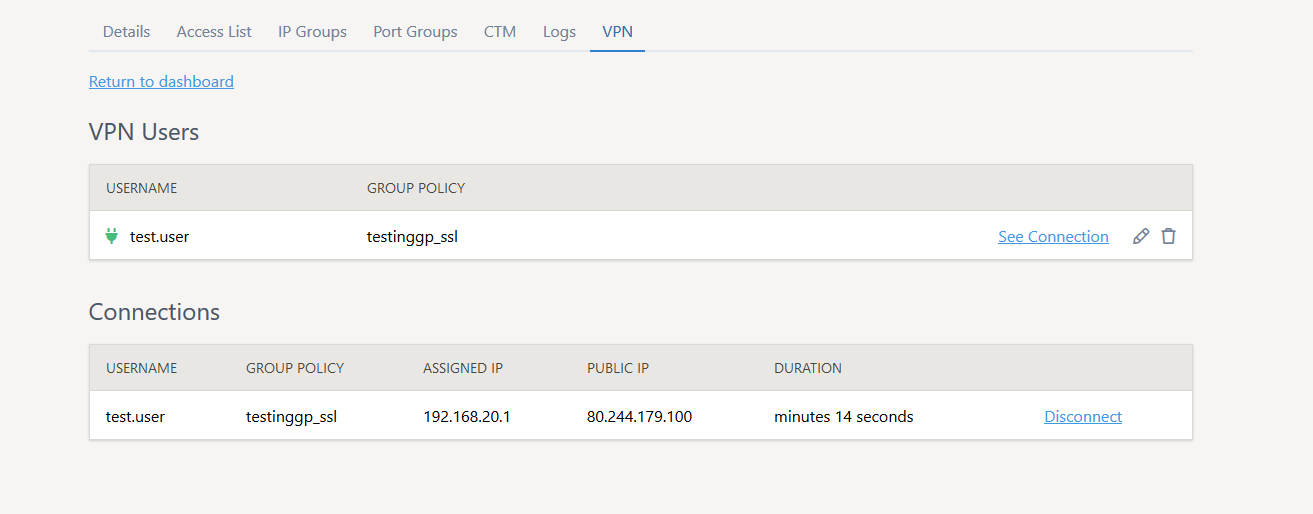 Details Access List IP Groups Port Groups CTM Logs VPN
Return to dashboard
VPN Users
USERNAME GROUP POLICY
test.user testinggp_ssl See Connection
Connections
USERNAME GROUP POLICY ASSIGNED IP PUBLIC IP DURATION
test.user testinggp_ssl 192.168.20.1 80.244.179.100 minutes 14 seconds Disconnect